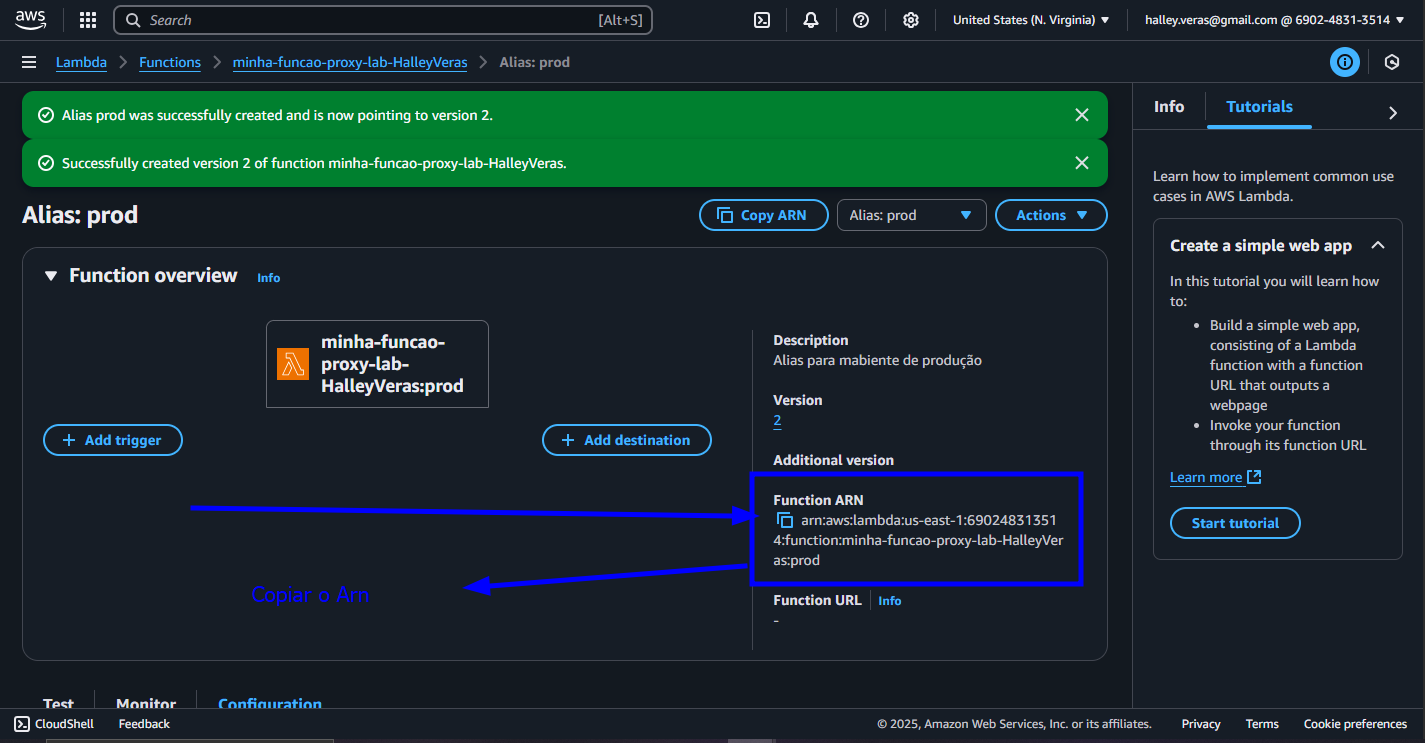 aws
Search
[Alt+S]
United States (N. Virginia)
halley.veras@gmail.com @ 6902-4831-3514
Lambda
Functions
minha-funcao-proxy-lab-HalleyVeras
Alias: prod
Alias prod was successfully created and is now pointing to version 2.
Successfully created version 2 of function minha-funcao-proxy-lab-HalleyVeras.
Alias: prod
Copy ARN
Alias: prod
Actions
Function overview
Info
minha-funcao-
proxy-lab-
HalleyVeras:prod
Add trigger
Add destination
Description
Alias para mabiente de produção
Version
2
Additional version
Function ARN
arn:aws:lambda:us-east-1:69024831351
4:function:minha-funcao-proxy-lab-HalleyVer
as:prod
Copiar o Arn
Function URL
Info
-
Test
Monitor
Configuration
Info
Tutorials
Learn how to implement common use
cases in AWS Lambda.
Create a simple web app
In this tutorial you will learn how
to:
• Build a simple web app,
consisting of a Lambda
function with a function
URL that outputs a
webpage
• Invoke your function
through its function URL
Learn more
Start tutorial
CloudShell
Feedback
© 2025, Amazon Web Services, Inc. or its affiliates.
Privacy
Terms
Cookie preferences